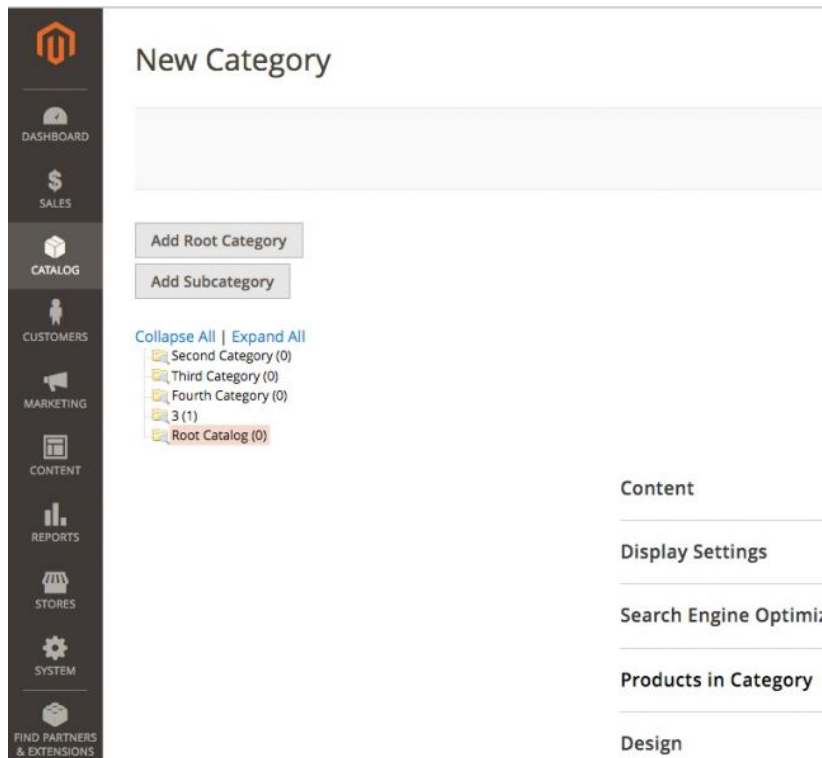 New Category
DASHBOARD
SALES
CATALOG
CUSTOMERS
MARKETING
CONTENT
REPORTS
STORES
SYSTEM
FIND PARTNERS
& EXTENSIONS
Add Root Category
Add Subcategory
Collapse All | Expand All
Second Category (0)
Third Category (0)
Fourth Category (0)
3 (1)
Root Catalog (0)
Content
Display Settings
Search Engine Optimiz
Products in Category
Design